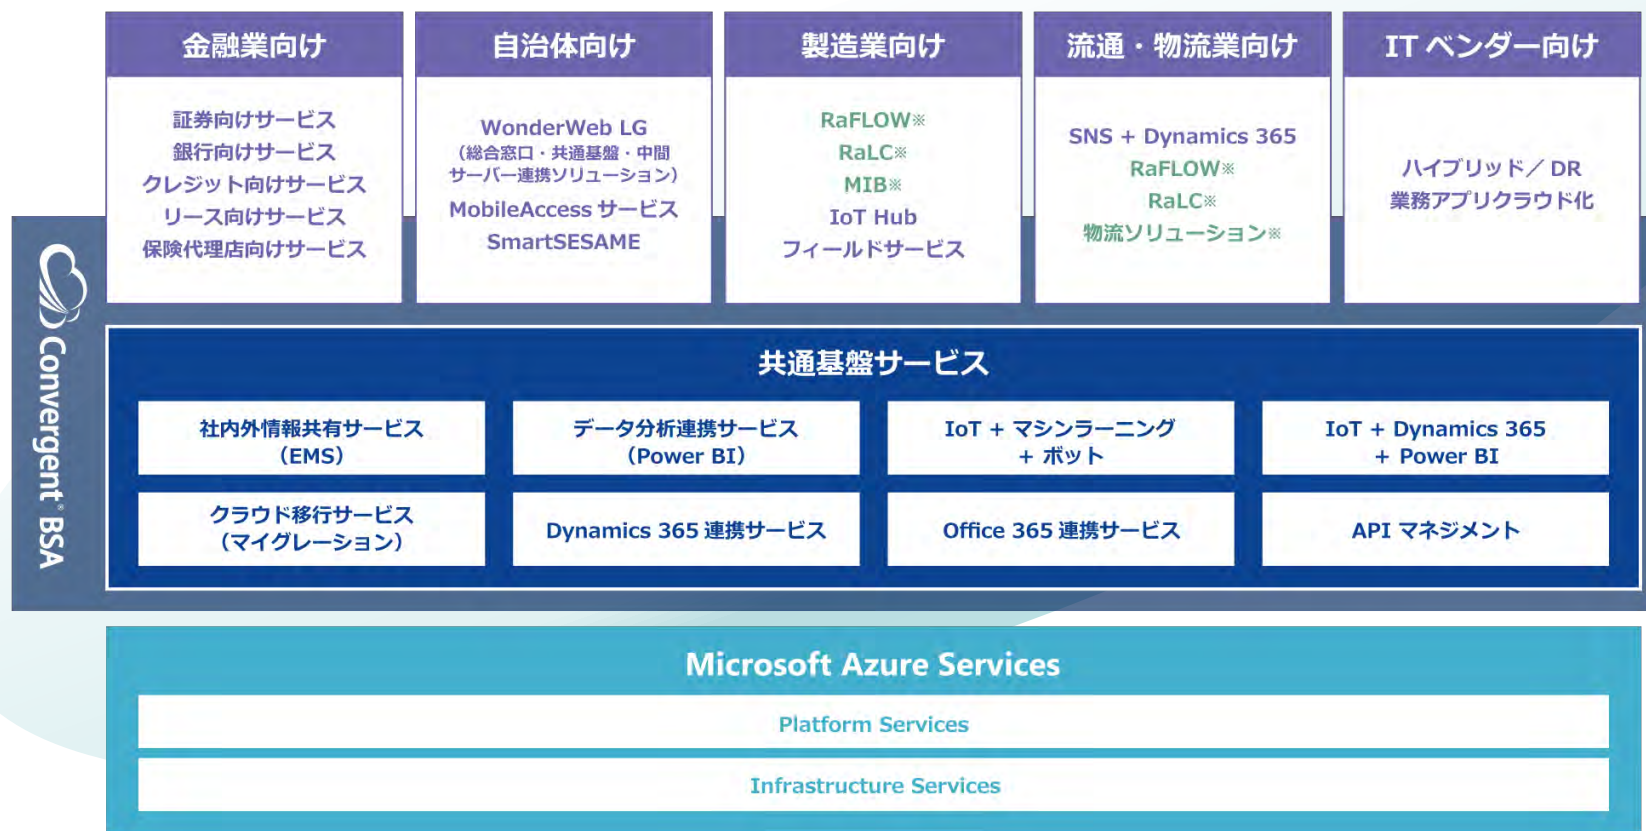 金融業向け
証券向けサービス
銀行向けサービス
クレジット向けサービス
リース向けサービス
保険代理店向けサービス
自治体向け
WonderWeb LG
（総合窓口・共通基盤・中間
サーバー連携ソリューション）
MobileAccess サービス
SmartSESAME
製造業向け
RaFLOW※
RaLC※
MIB※
IoT Hub
フィールドサービス
流通・物流業向け
SNS + Dynamics 365
RaFLOW※
RaLC※
物流ソリューション※
IT ベンダー向け
ハイブリッド／ DR
業務アプリクラウド化
Convergent® BSA
共通基盤サービス
社内外情報共有サービス
（EMS）
データ分析連携サービス
（Power BI）
IoT + マシンラーニング
+ ボット
IoT + Dynamics 365
+ Power BI
クラウド移行サービス
（マイグレーション）
Dynamics 365 連携サービス
Office 365 連携サービス
API マネジメント
Microsoft Azure Services
Platform Services
Infrastructure Services